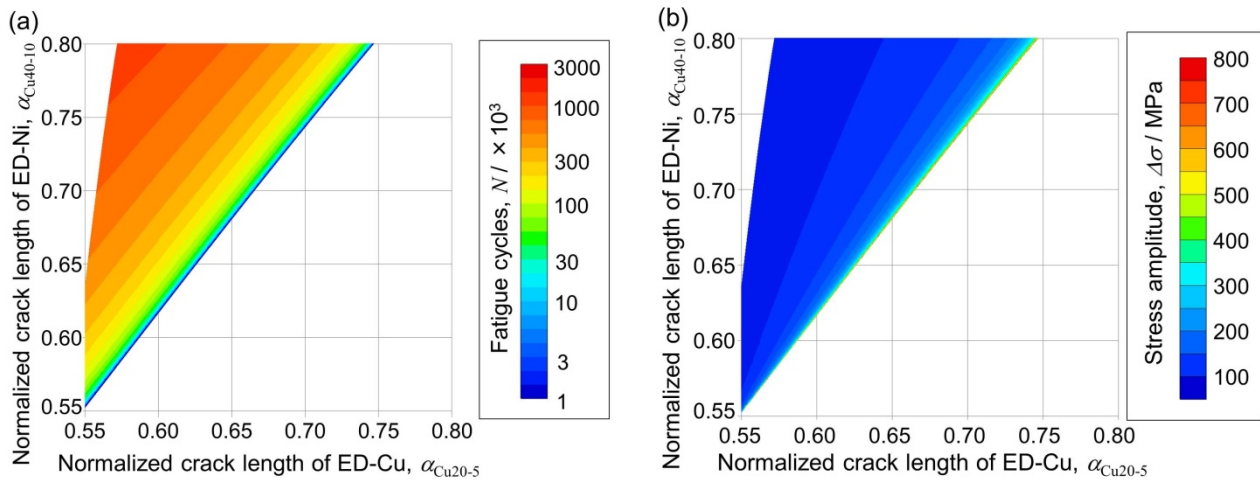 (a)
Normalized crack length of ED-Ni, αCu40-10
0.80
0.75
0.70
0.65
0.60
0.55
0.55 0.60 0.65 0.70 0.75 0.80
Normalized crack length of ED-Cu, αCu20-5
Fatigue cycles, N / × 10³
3000
1000
300
100
30
10
3
1
(b)
Normalized crack length of ED-Ni, αCu40-10
0.80
0.75
0.70
0.65
0.60
0.55
0.55 0.60 0.65 0.70 0.75 0.80
Normalized crack length of ED-Cu, αCu20-5
Stress amplitude, Δσ / MPa
800
700
600
500
400
300
200
100